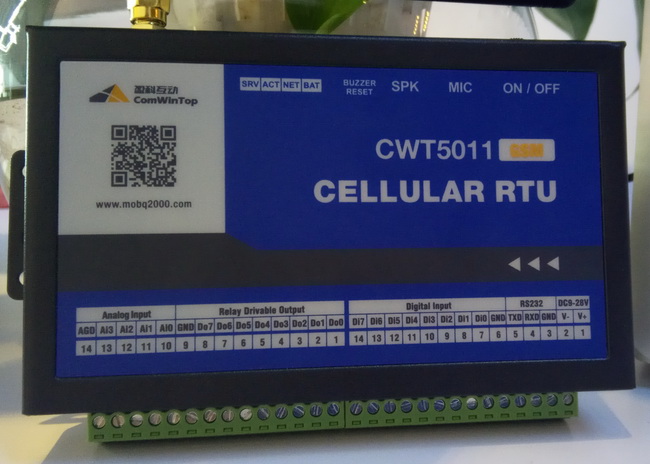 盈科互动
ComWinTop
www.mobq2000.com
SRV ACT NET BAT
BUZZER
RESET
SPK
MIC
ON / OFF
CWT5011 GSM
CELLULAR RTU
Analog Input Relay Drivable Output
AGD Ai3 Ai2 Ai1 Ai0 GND Do7 Do6 Do5 Do4 Do3 Do2 Do1 Do0
14 13 12 11 10 9 8 7 6 5 4 3 2 1
Digital Input RS232 DC9-28V
Di7 Di6 Di5 Di4 Di3 Di2 Di1 Di0 GND TXD RXD GND V- V+
14 13 12 11 10 9 8 7 6 5 4 3 2 1